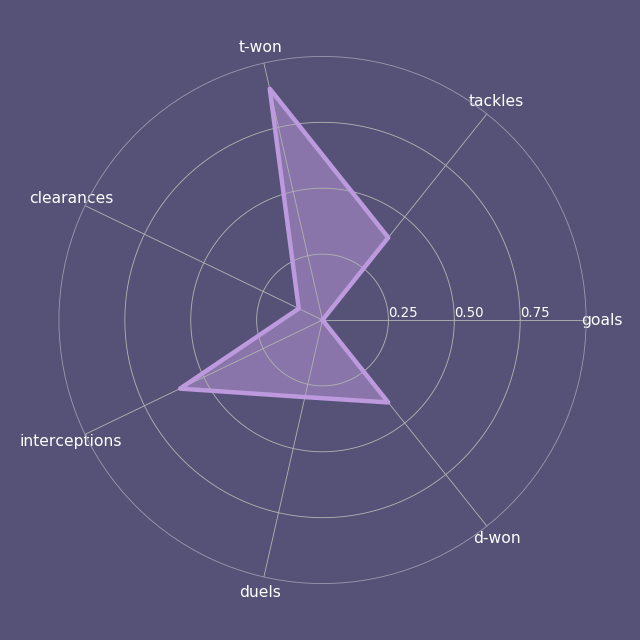 t-won
tackles
clearances
0.25
0.50
0.75
goals
interceptions
d-won
duels